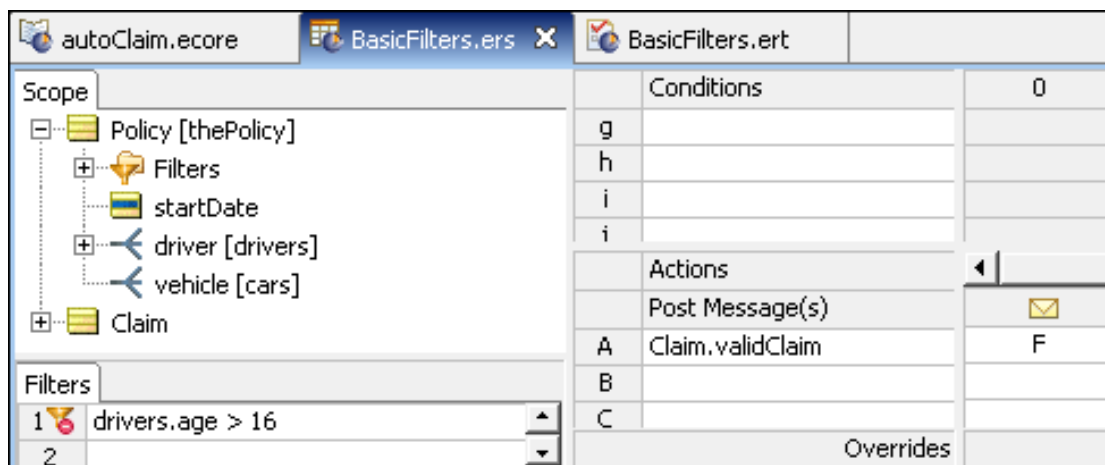 autoClaim.ecore
BasicFilters.ers
BasicFilters.ert
Scope
Policy [thePolicy]
Filters
startDate
driver [drivers]
vehicle [cars]
Claim
Filters
1 drivers.age > 16
2
Conditions 0
g
h
i
j
Actions
Post Message(s)
A Claim.validClaim F
B
C
Overrides